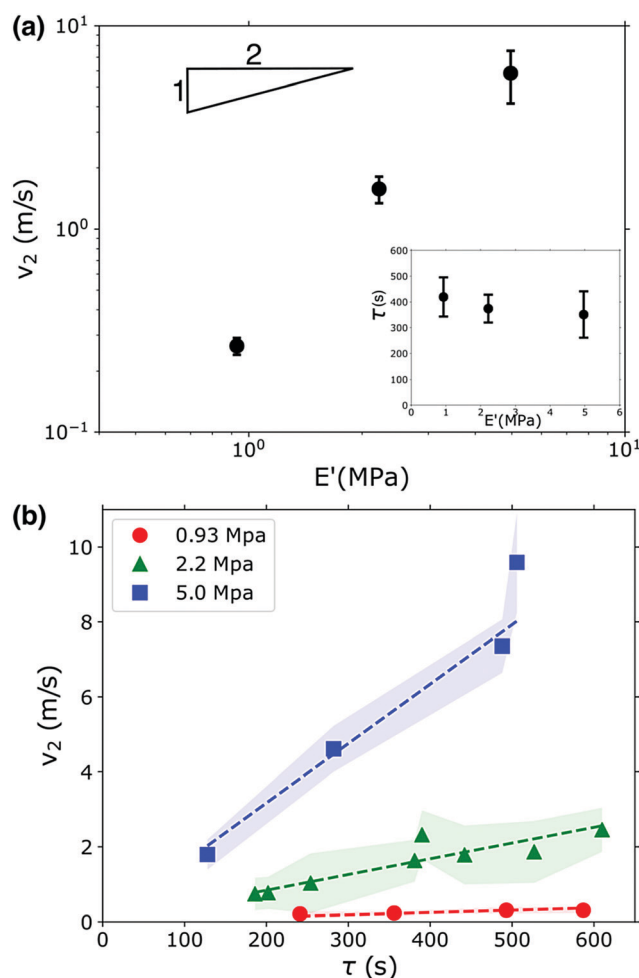 (a)
10¹
10⁰
10⁻¹
v₂ (m/s)
2
1
600
500
400
300
200
100
0
τ(s)
0 1 2 3 4 5 6
E'(MPa)
10⁰ 10¹
E'(MPa)
(b)
0.93 Mpa
2.2 Mpa
5.0 Mpa
10
8
6
4
2
0
v₂ (m/s)
0 100 200 300 400 500 600
τ (s)